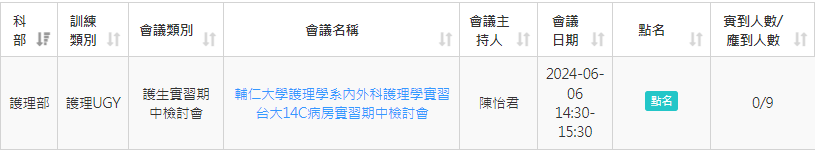 科部
訓練類別
會議類別
會議名稱
會議主持人
會議日期
點名
實到人數/應到人數
護理部
護理UGY
護生實習期
中檢討會
輔仁大學護理學系內外科護理學實習
台大14C病房實習期中檢討會
陳怡君
2024-06-
06
14:30-
15:30
點名
0/9